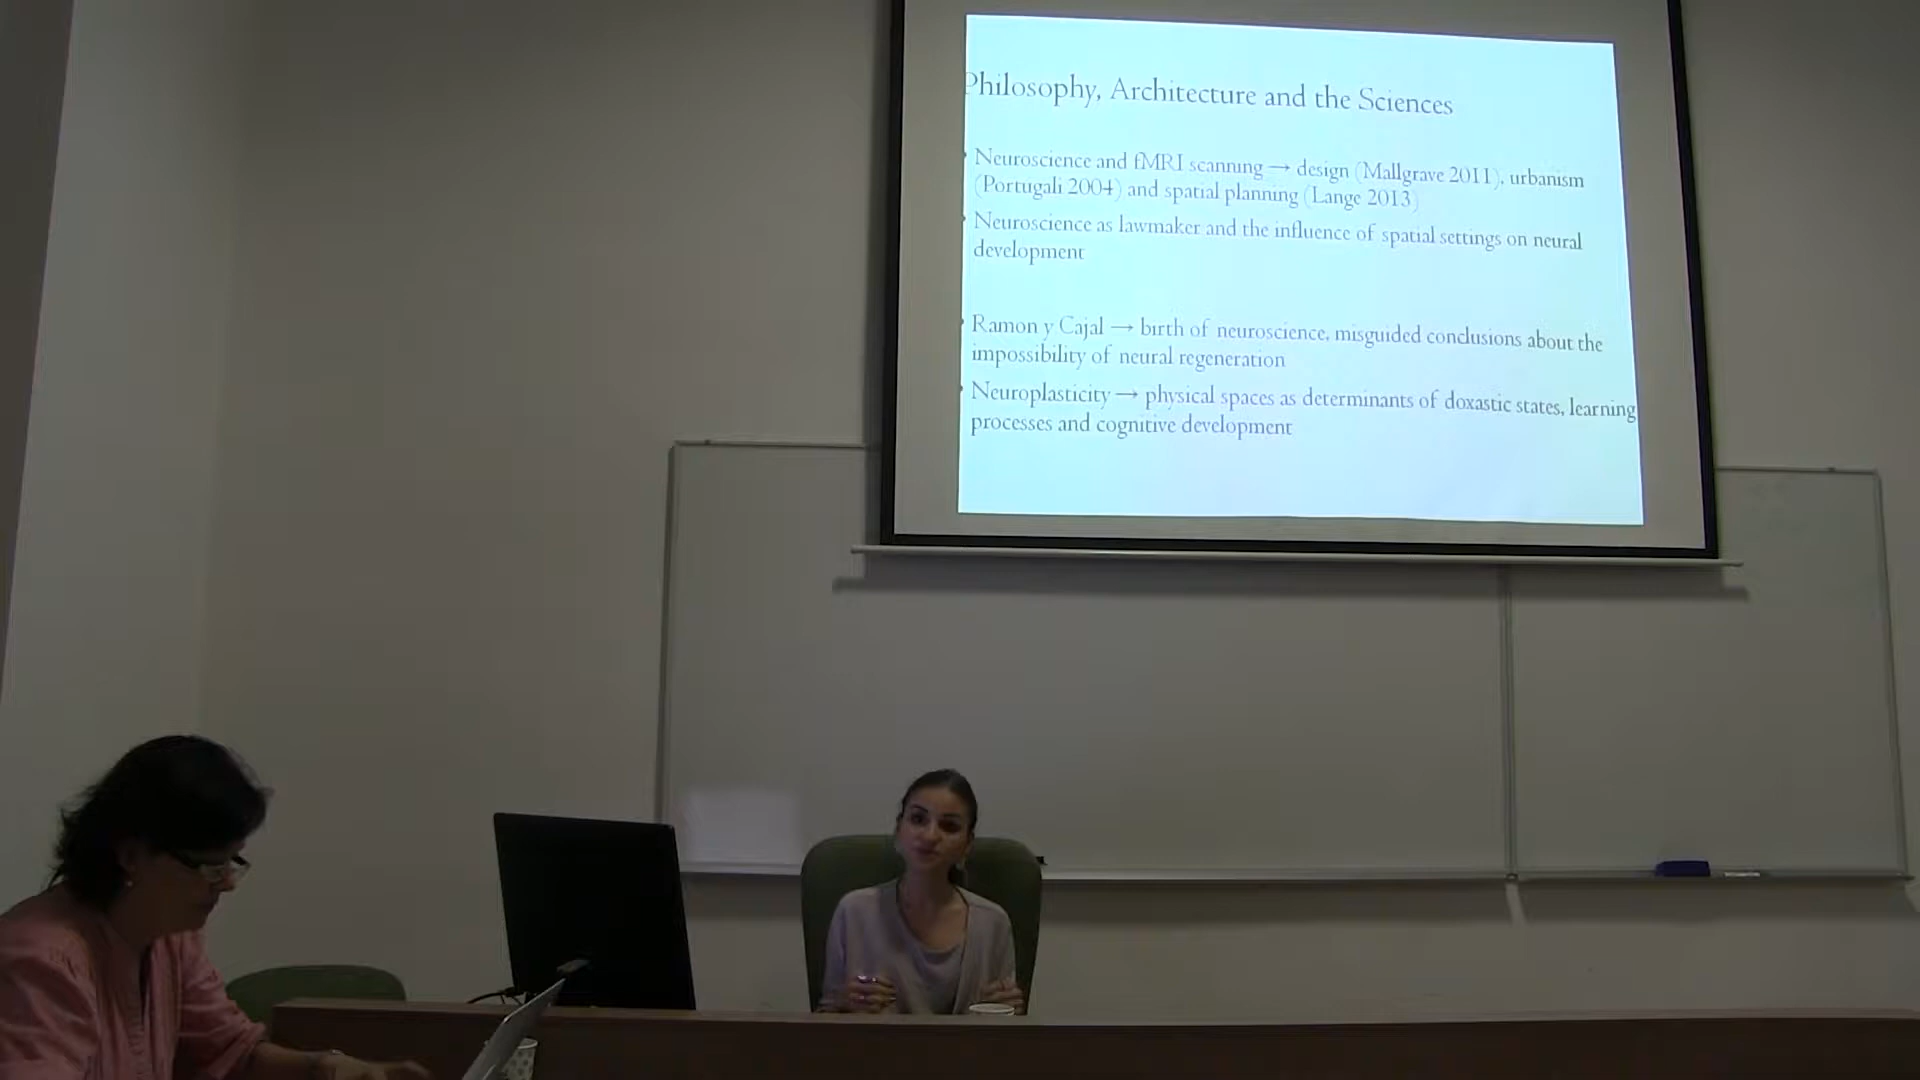 Philosophy, Architecture and the Sciences
Neuroscience and fMRI scanning → design (Mallgrave 2011), urbanism
(Portugali 2004) and spatial planning (Lange 2013)
Neuroscience as lawmaker and the influence of spatial settings on neural
development
Ramon y Cajal → birth of neuroscience, misguided conclusions about the
impossibility of neural regeneration
Neuroplasticity → physical spaces as determinants of doxastic states, learning
processes and cognitive development